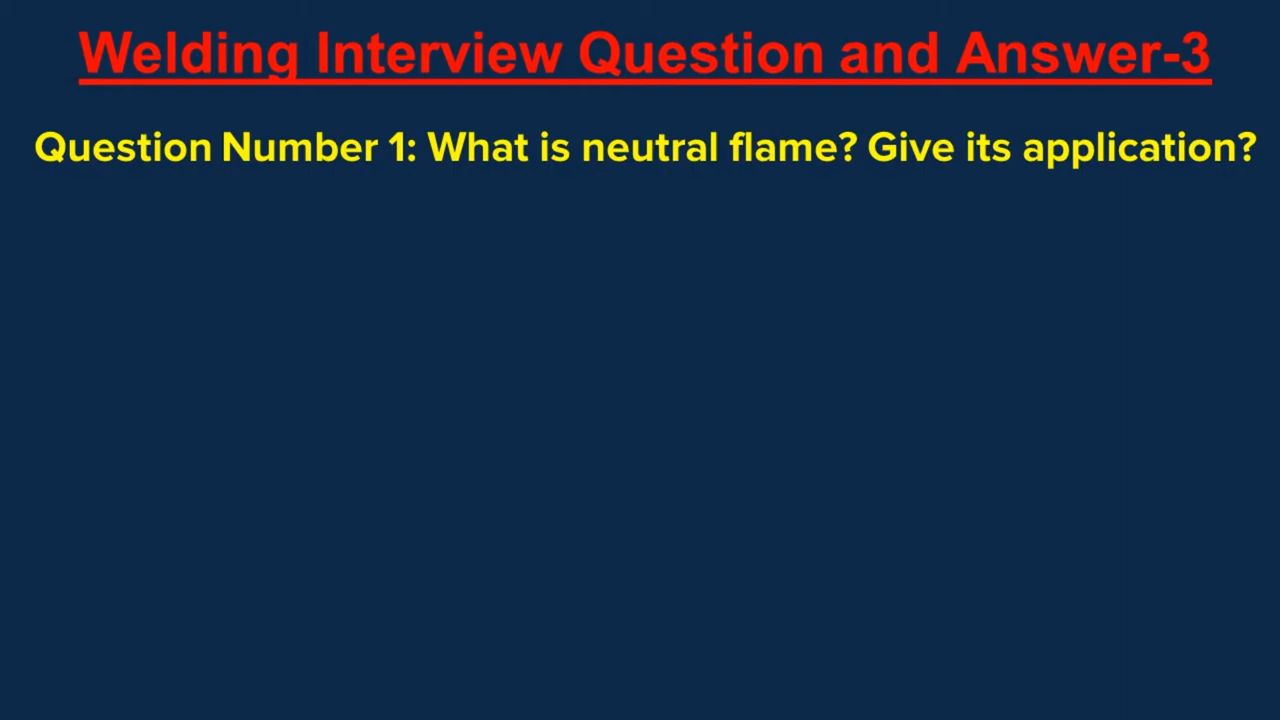 Welding Interview Question and Answer-3
Question Number 1: What is neutral flame? Give its application?